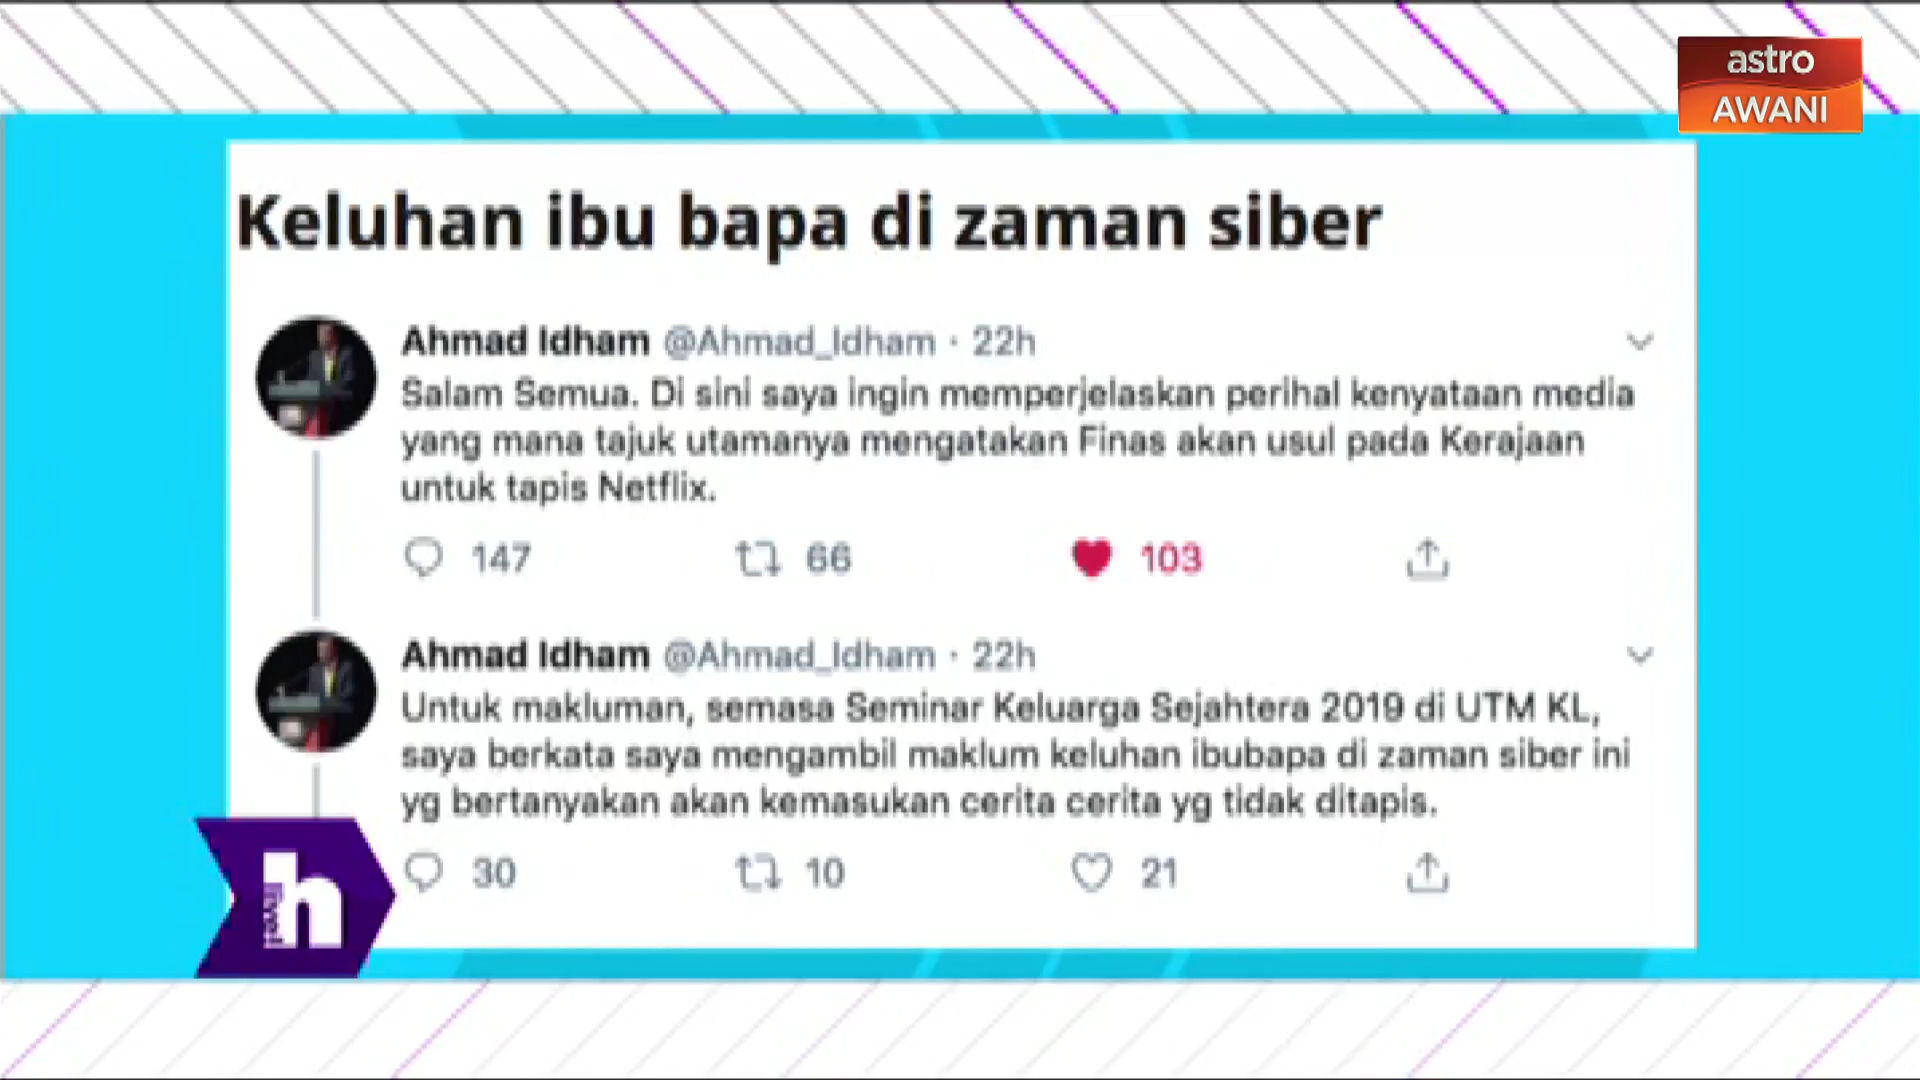 astro
AWANI
Keluhan ibu bapa di zaman siber
Ahmad Idham @Ahmad_Idham · 22h
Salam Semua. Di sini saya ingin memperjelaskan perihal kenyataan media
yang mana tajuk utamanya mengatakan Finas akan usul pada Kerajaan
untuk tapis Netflix.
147 66 103
Ahmad Idham @Ahmad_Idham · 22h
Untuk makluman, semasa Seminar Keluarga Sejahtera 2019 di UTM KL,
saya berkata saya mengambil maklum keluhan ibubapa di zaman siber ini
yg bertanyakan akan kemasukan cerita cerita yg tidak ditapis.
30 10 21
h